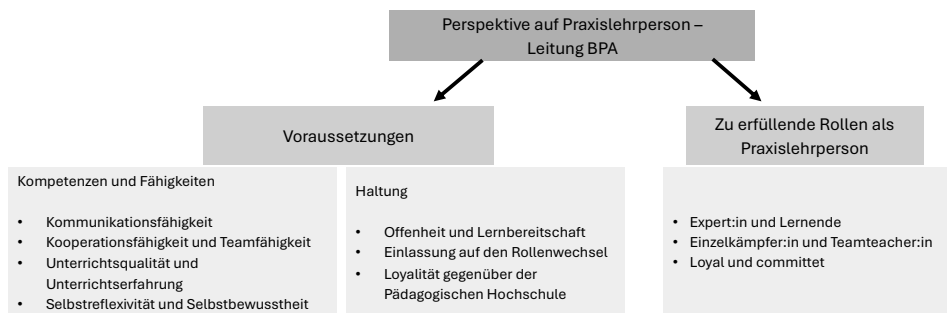 Perspektive auf Praxislehrperson –
Leitung BPA
Voraussetzungen
Zu erfüllende Rollen als
Praxislehrperson
Kompetenzen und Fähigkeiten
• Kommunikationsfähigkeit
• Kooperationsfähigkeit und Teamfähigkeit
• Unterrichtsqualität und
Unterrichtserfahrung
• Selbstreflexivität und Selbstbewusstheit
Haltung
• Offenheit und Lernbereitschaft
• Einlassung auf den Rollenwechsel
• Loyalität gegenüber der
Pädagogischen Hochschule
• Expert:in und Lernende
• Einzelkämpfer:in und Teamteacher:in
• Loyal und committet